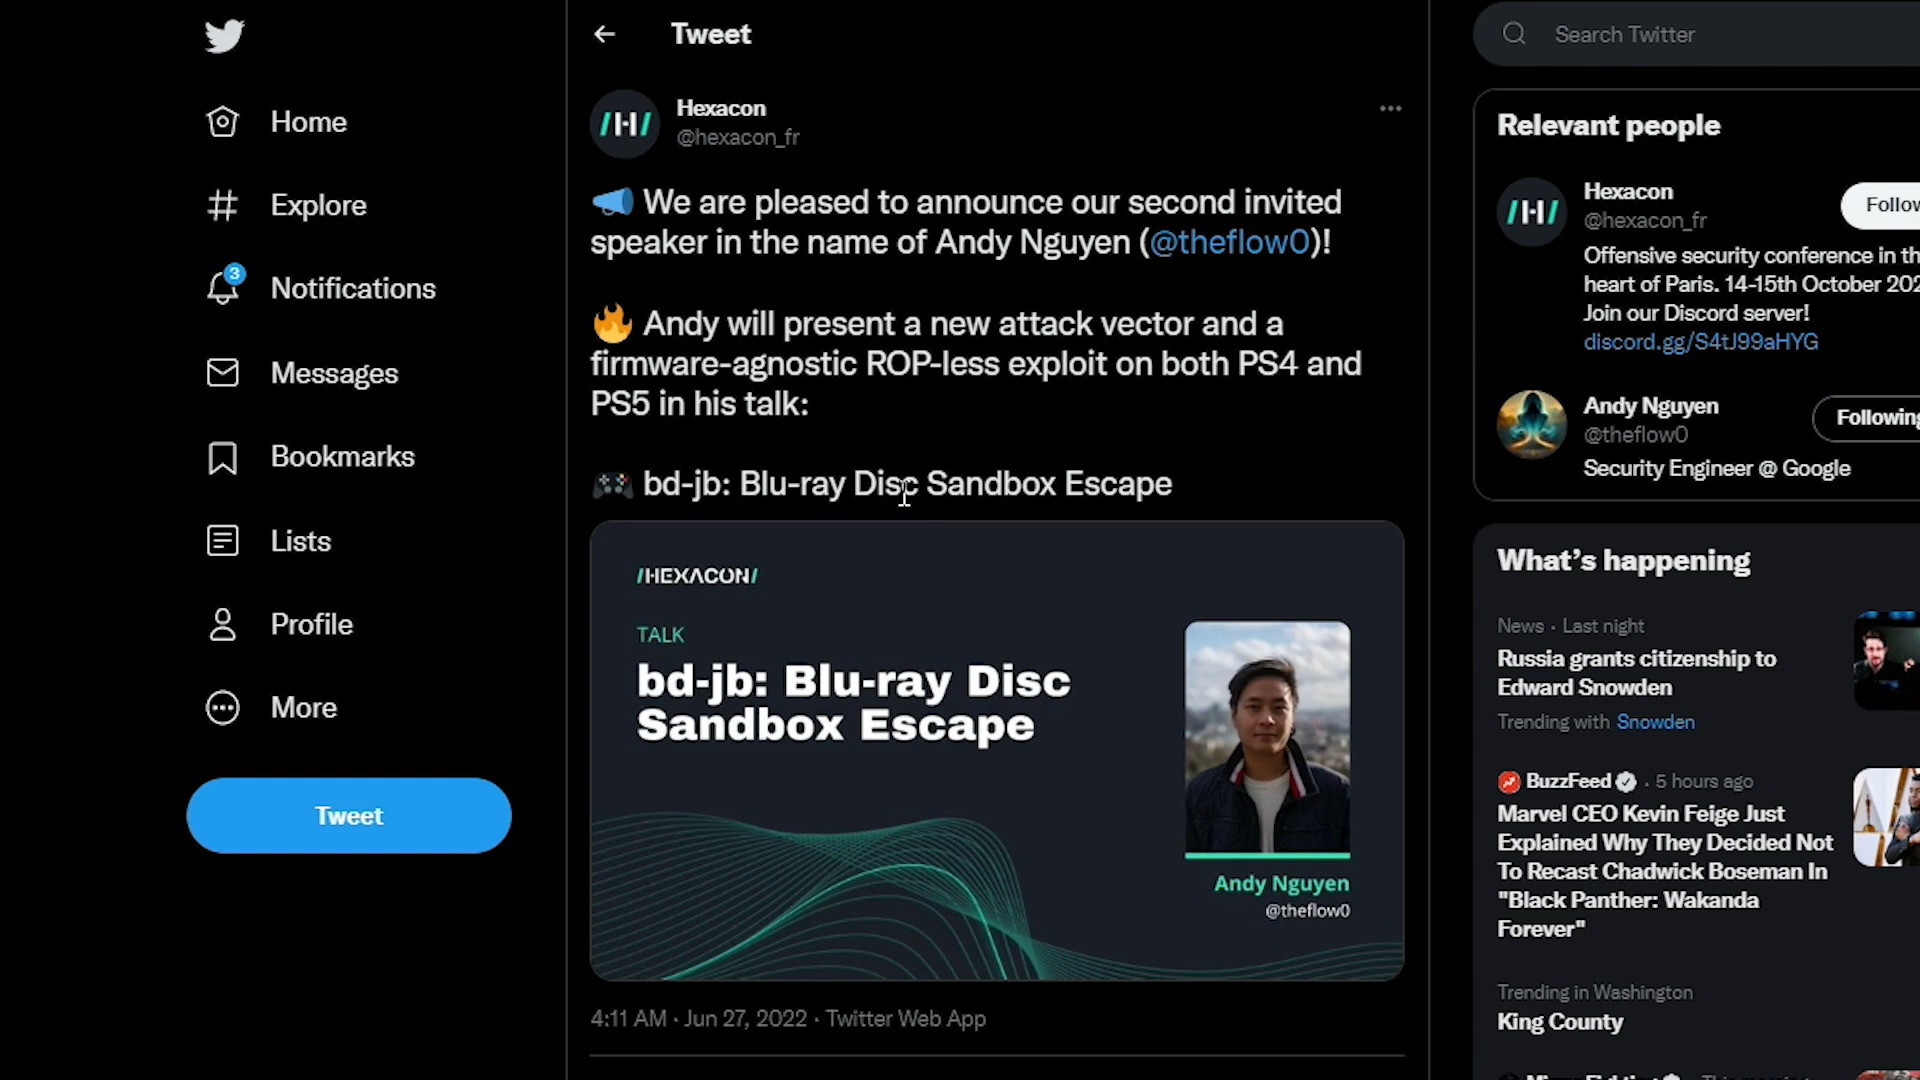 Home
Explore
3
Notifications
Messages
Bookmarks
Lists
Profile
More
Tweet
Tweet
/H/
Hexacon
@hexacon_fr
We are pleased to announce our second invited
speaker in the name of Andy Nguyen (@theflow0)!
Andy will present a new attack vector and a
firmware-agnostic ROP-less exploit on both PS4 and
PS5 in his talk:
bd-jb: Blu-ray Disc Sandbox Escape
/HEXACON/
TALK
bd-jb: Blu-ray Disc
Sandbox Escape
Andy Nguyen
@theflow0
4:11 AM · Jun 27, 2022 · Twitter Web App
Search Twitter
Relevant people
/H/
Hexacon
@hexacon_fr
Follow
Offensive security conference in th
heart of Paris. 14-15th October 202
Join our Discord server!
discord.gg/S4tJ99aHYG
Andy Nguyen
@theflow0
Following
Security Engineer @ Google
What's happening
News · Last night
Russia grants citizenship to
Edward Snowden
Trending with Snowden
BuzzFeed · 5 hours ago
Marvel CEO Kevin Feige Just
Explained Why They Decided Not
To Recast Chadwick Boseman In
"Black Panther: Wakanda
Forever"
Trending in Washington
King County